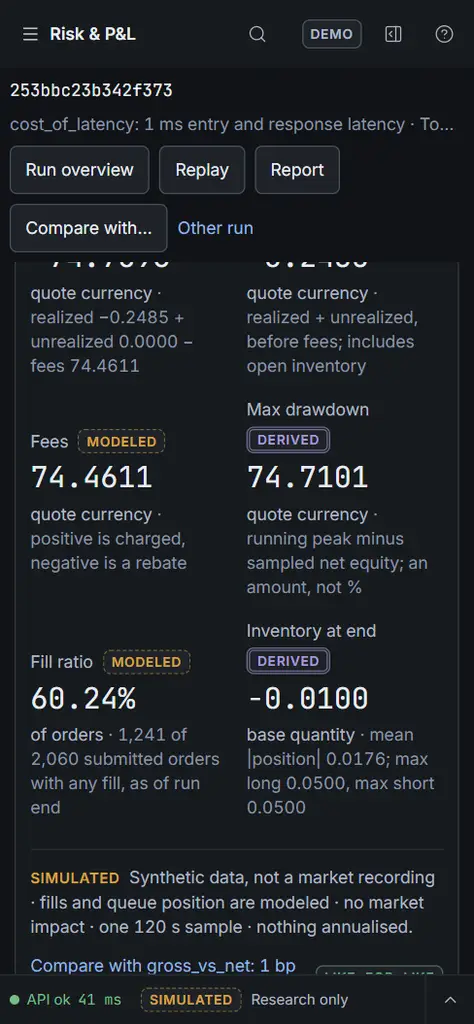 Risk & P&L
DEMO
253bbc23b342f373
cost_of_latency: 1 ms entry and response latency · To...
Run overview
Replay
Report
Compare with...
Other run
quote currency ·
realized −0.2485 +
unrealized 0.0000 −
fees 74.4611
quote currency ·
realized + unrealized,
before fees; includes
open inventory
Fees MODELED
74.4611
quote currency ·
positive is charged,
negative is a rebate
Max drawdown
DERIVED
74.7101
quote currency ·
running peak minus
sampled net equity; an
amount, not %
Fill ratio MODELED
60.24%
of orders · 1,241 of
2,060 submitted orders
with any fill, as of run
end
Inventory at end
DERIVED
-0.0100
base quantity · mean
|position| 0.0176; max
long 0.0500, max short
0.0500
SIMULATED Synthetic data, not a market recording
· fills and queue position are modeled · no market
impact · one 120 s sample · nothing annualised.
Compare with gross_vs_net: 1 bp
API ok 41 ms
SIMULATED
Research only